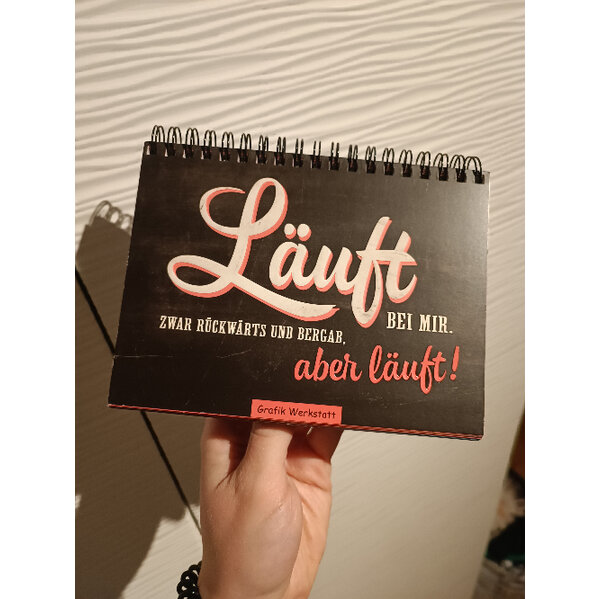 Läuft
BEI MIR.
ZWAR RÜCKWÄRTS UND BERGAB,
aber läuft!
Grafik Werkstatt